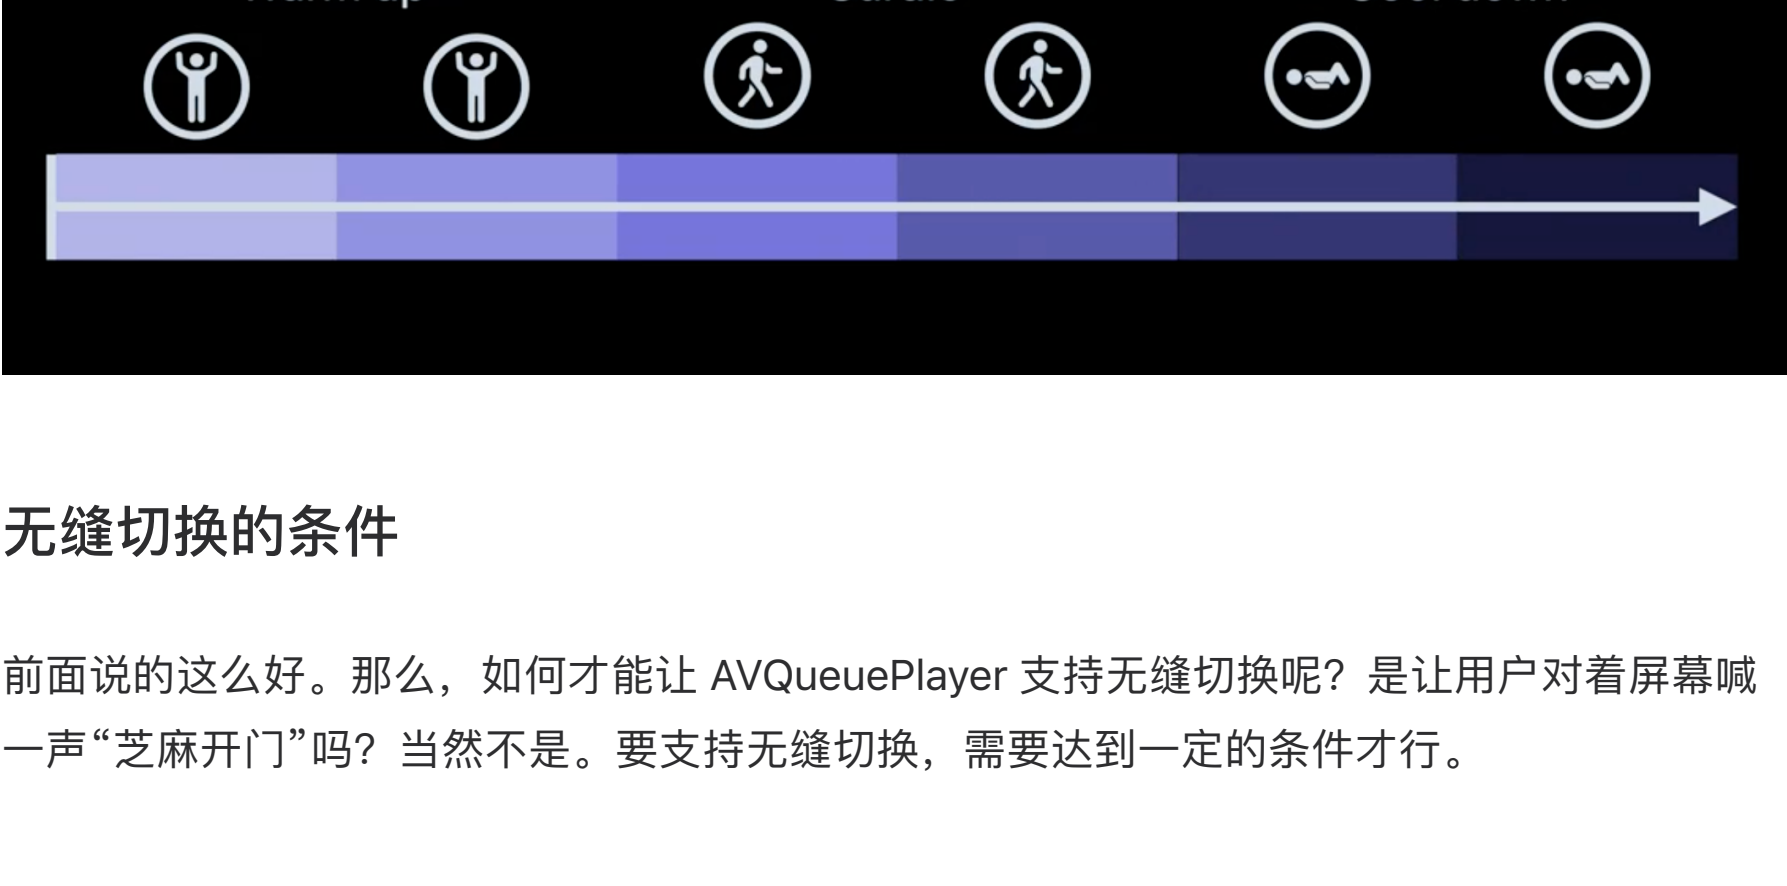 无缝切换的条件
前面说的这么好。那么，如何才能让 AVQueuePlayer 支持无缝切换呢？是让用户对着屏幕喊
一声“芝麻开门”吗？当然不是。要支持无缝切换，需要达到一定的条件才行。